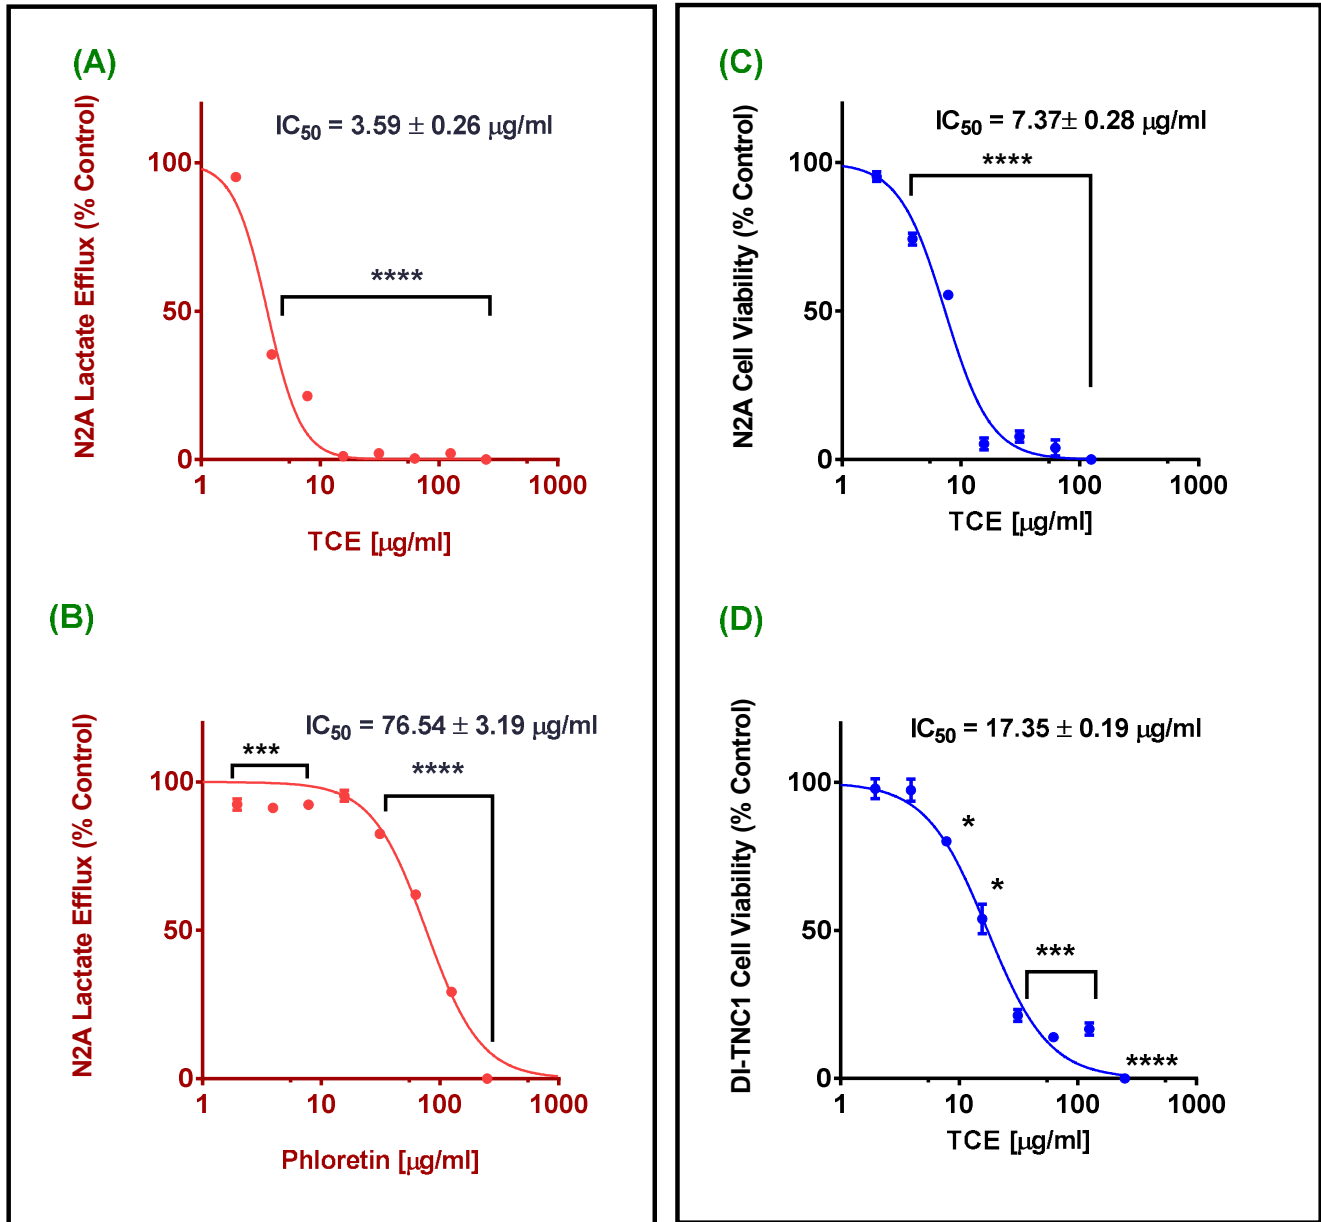 (A)
IC50 = 3.59 ± 0.26 µg/ml
N2A Lactate Efflux (% Control)
100
50
0
****
1 10 100 1000
TCE [µg/ml]
(B)
IC50 = 76.54 ± 3.19 µg/ml
N2A Lactate Efflux (% Control)
***
****
100
50
0
1 10 100 1000
Phloretin [µg/ml]
(C)
IC50 = 7.37± 0.28 µg/ml
N2A Cell Viability (% Control)
****
100
50
0
1 10 100 1000
TCE [µg/ml]
(D)
IC50 = 17.35 ± 0.19 µg/ml
DI-TNC1 Cell Viability (% Control)
100
*
*
50
***
****
0
1 10 100 1000
TCE [µg/ml]